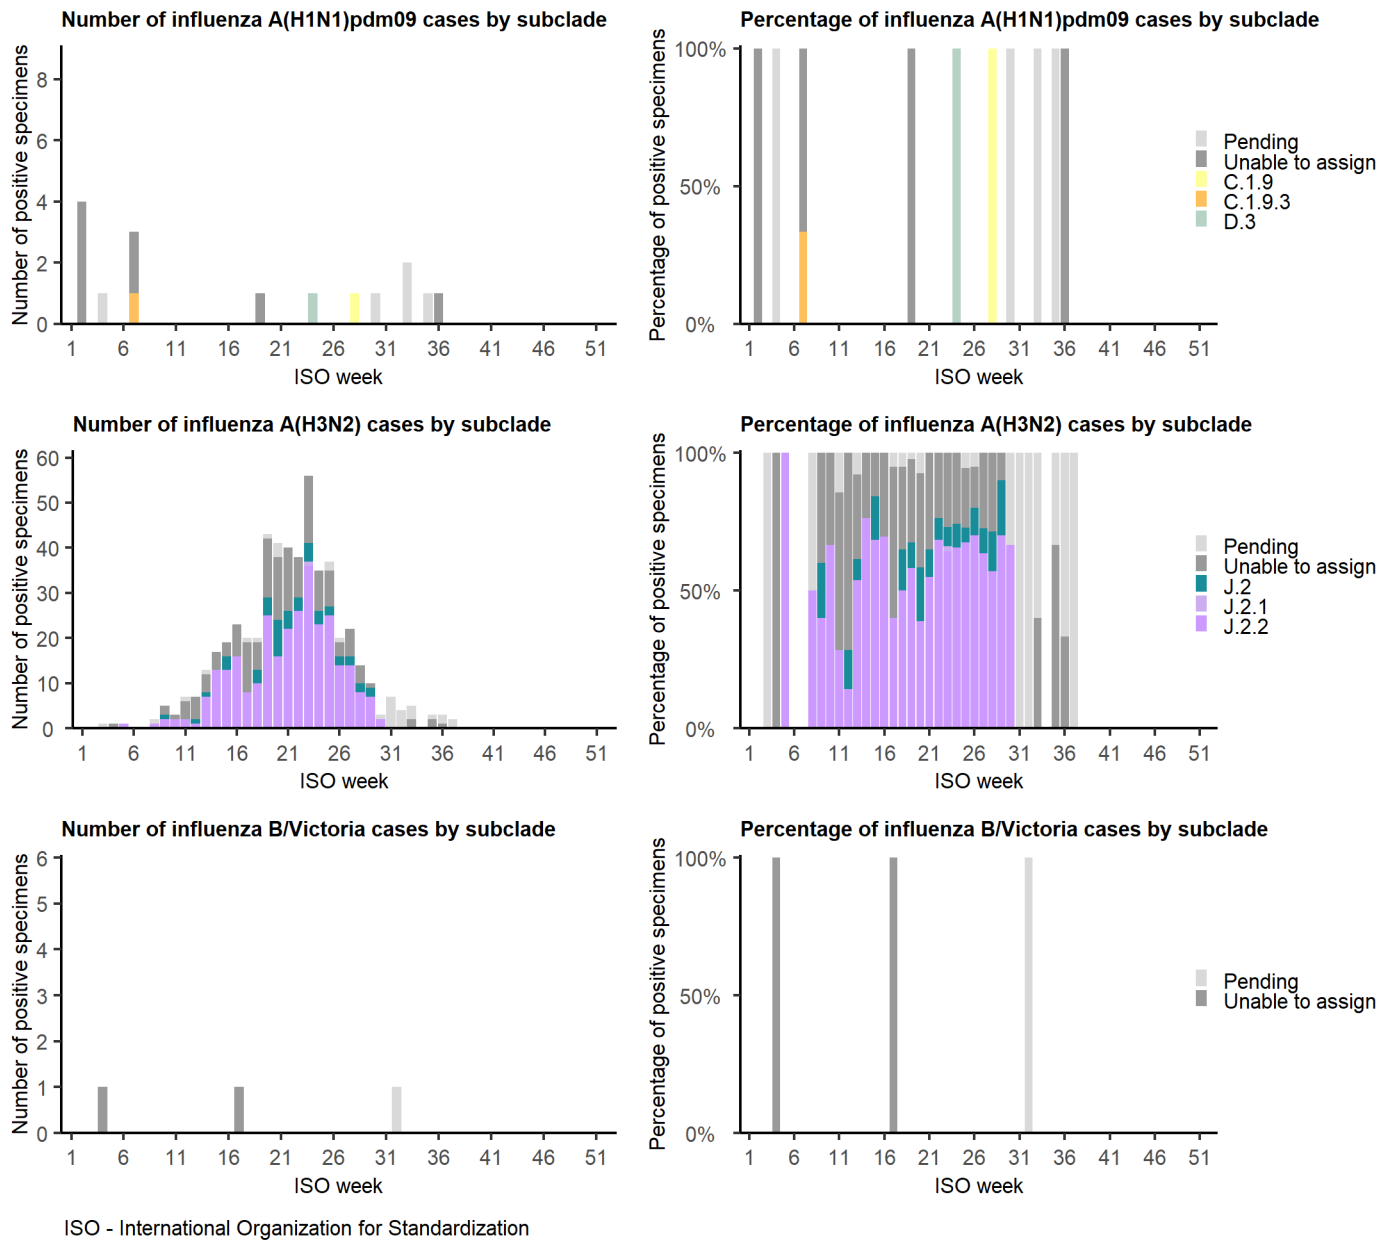 Number of influenza A(H1N1)pdm09 cases by subclade
Number of positive specimens
8
6
4
2
0
1 6 11 16 21 26 31 36 41 46 51
ISO week
Percentage of influenza A(H1N1)pdm09 cases by subclade
Percentage of positive specimens
100%
50%
0%
1 6 11 16 21 26 31 36 41 46 51
ISO week
Pending
Unable to assign
C.1.9
C.1.9.3
D.3
Number of influenza A(H3N2) cases by subclade
Number of positive specimens
60
50
40
30
20
10
0
1 6 11 16 21 26 31 36 41 46 51
ISO week
Percentage of influenza A(H3N2) cases by subclade
Percentage of positive specimens
100%
50%
0%
1 6 11 16 21 26 31 36 41 46 51
ISO week
Pending
Unable to assign
J.2
J.2.1
J.2.2
Number of influenza B/Victoria cases by subclade
Number of positive specimens
6
5
4
3
2
1
0
1 6 11 16 21 26 31 36 41 46 51
ISO week
Percentage of influenza B/Victoria cases by subclade
Percentage of positive specimens
100%
50%
0%
1 6 11 16 21 26 31 36 41 46 51
ISO week
Pending
Unable to assign
ISO - International Organization for Standardization